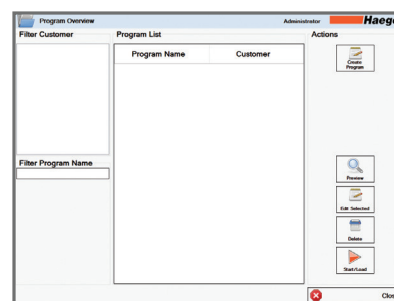 Program Overview
Administrator
Haege
Filter Customer
Program List
Actions
Program Name
Customer
Create
Program
Filter Program Name
Preview
Edit Selected
Delete
Start/Load
Clos